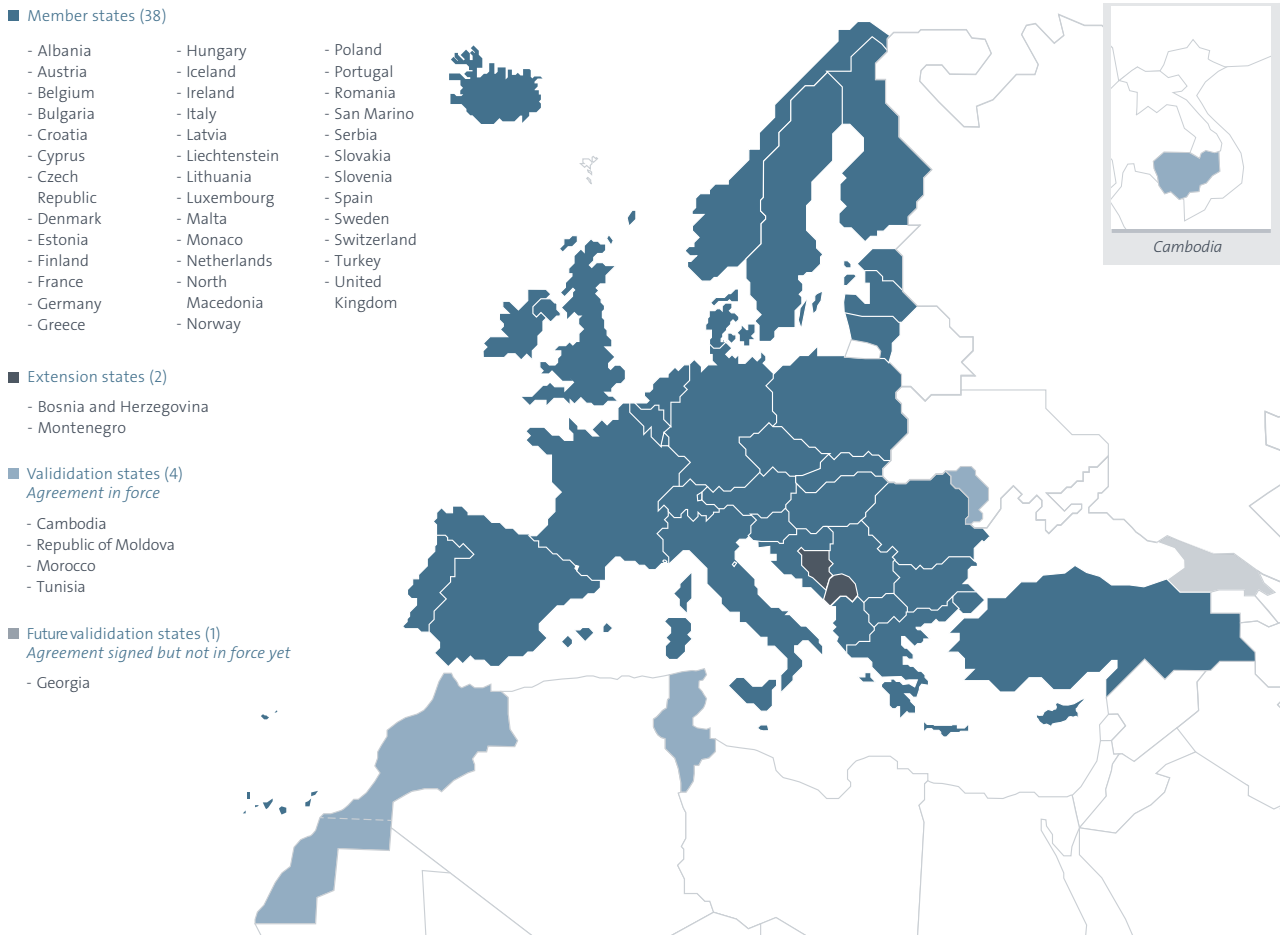 Member states (38)
- Albania
- Austria
- Belgium
- Bulgaria
- Croatia
- Cyprus
- Czech
Republic
- Denmark
- Estonia
- Finland
- France
- Germany
- Greece
- Hungary
- Iceland
- Ireland
- Italy
- Latvia
- Liechtenstein
- Lithuania
- Luxembourg
- Malta
- Monaco
- Netherlands
- North
Macedonia
- Norway
- Poland
- Portugal
- Romania
- San Marino
- Serbia
- Slovakia
- Slovenia
- Spain
- Sweden
- Switzerland
- Turkey
- United
Kingdom
Extension states (2)
- Bosnia and Herzegovina
- Montenegro
Valididation states (4)
Agreement in force
- Cambodia
- Republic of Moldova
- Morocco
- Tunisia
Future valididation states (1)
Agreement signed but not in force yet
- Georgia
Cambodia